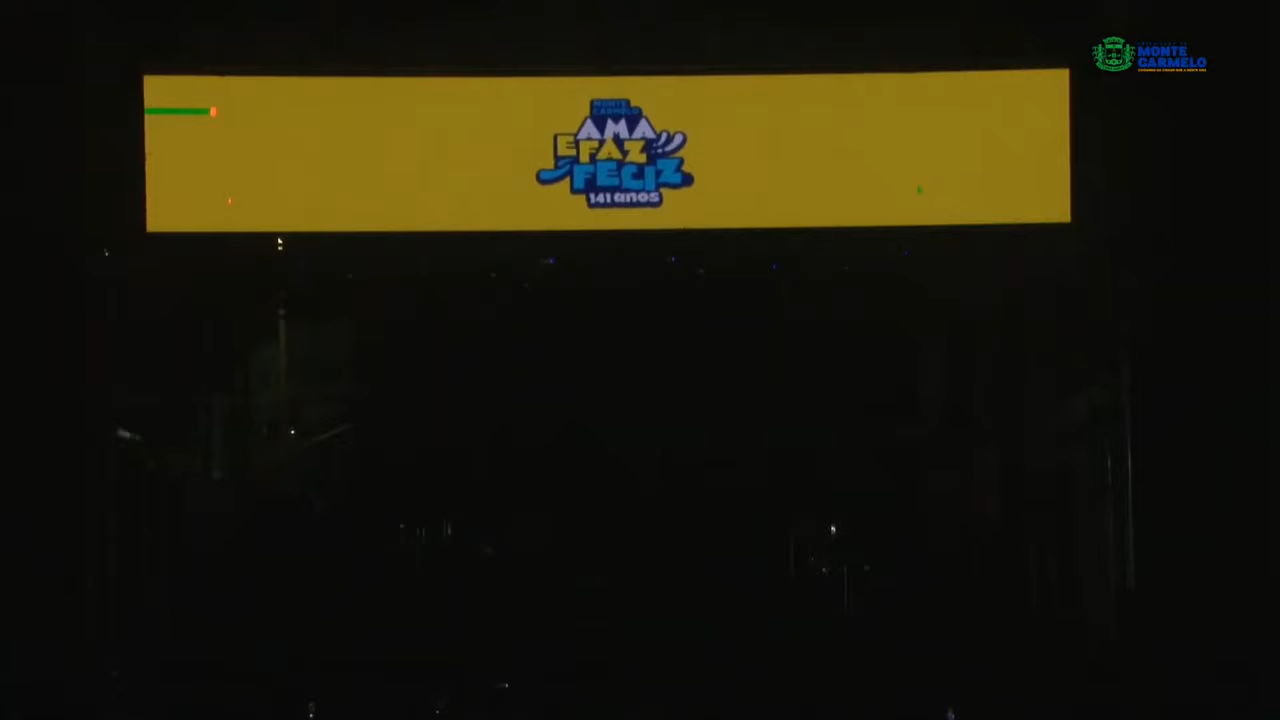 MONTE
CARMELO
AMA
E FAZ
FELIZ
141 anos
MONTE
CARMELO